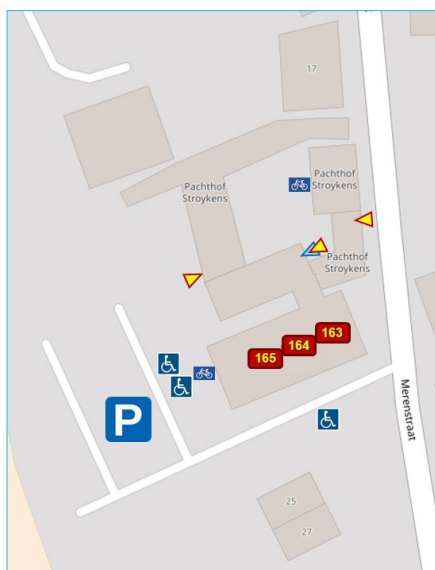 17
Pachthof
Stroykens
Pachthof
Stroykens
Pachthof
Stroykens
163
164
165
P
Merenstraat
25
27